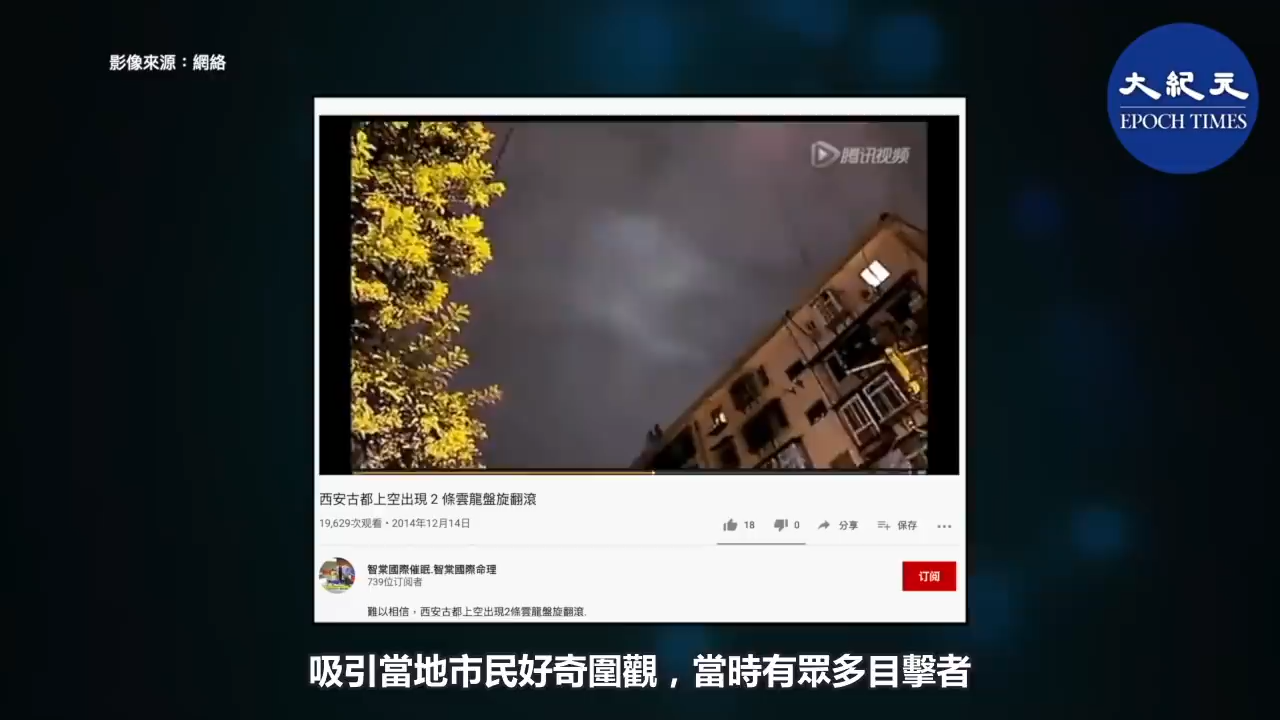 影像來源：網絡
大紀元
EPOCH TIMES
腾讯视频
西安古都上空出現 2 條雲龍盤旋翻滾
19,629次观看・2014年12月14日
18
0
分享
保存
智棠國際催眠.智棠國際命理
739位订阅者
订阅
難以相信，西安古都上空出現2條雲龍盤旋翻滾.
吸引當地市民好奇圍觀，當時有眾多目擊者